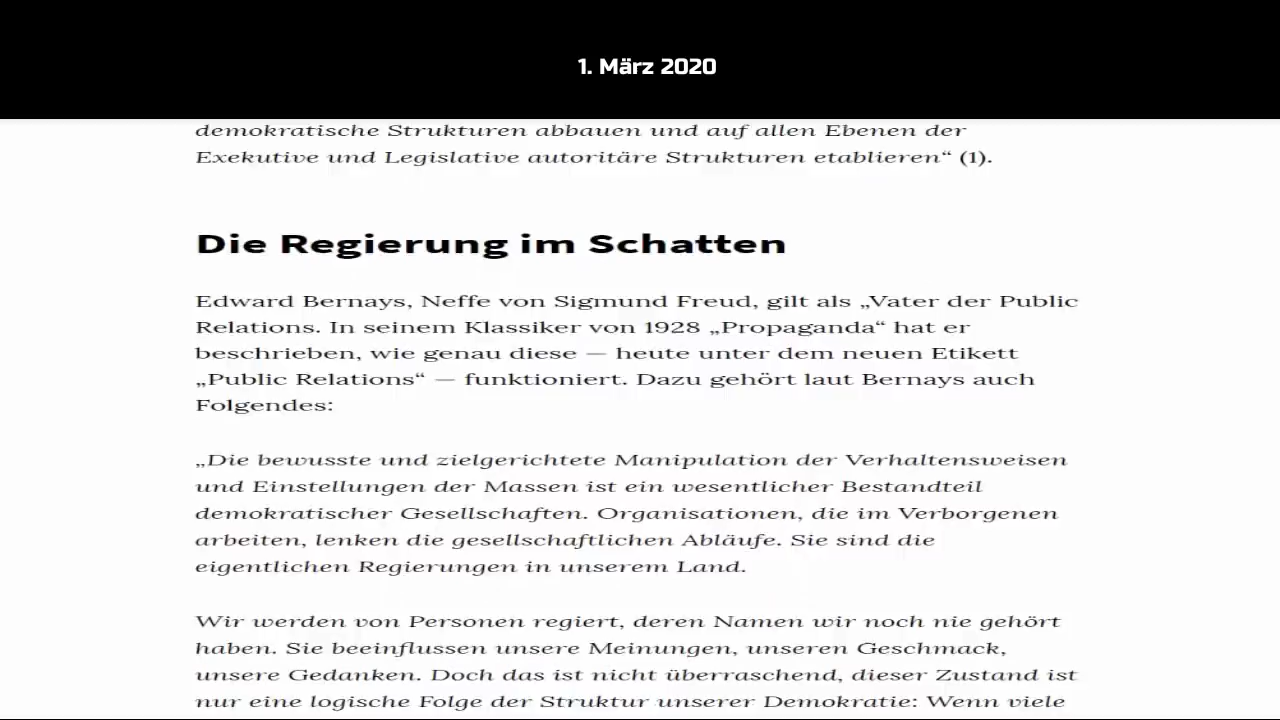 1. März 2020
demokratische Strukturen abbauen und auf allen Ebenen der
Exekutive und Legislative autoritäre Strukturen etablieren“ (1).
Die Regierung im Schatten
Edward Bernays, Neffe von Sigmund Freud, gilt als „Vater der Public
Relations. In seinem Klassiker von 1928 „Propaganda“ hat er
beschrieben, wie genau diese — heute unter dem neuen Etikett
„Public Relations“ — funktioniert. Dazu gehört laut Bernays auch
Folgendes:
„Die bewusste und zielgerichtete Manipulation der Verhaltensweisen
und Einstellungen der Massen ist ein wesentlicher Bestandteil
demokratischer Gesellschaften. Organisationen, die im Verborgenen
arbeiten, lenken die gesellschaftlichen Abläufe. Sie sind die
eigentlichen Regierungen in unserem Land.
Wir werden von Personen regiert, deren Namen wir noch nie gehört
haben. Sie beeinflussen unsere Meinungen, unseren Geschmack,
unsere Gedanken. Doch das ist nicht überraschend, dieser Zustand ist
nur eine logische Folge der Struktur unserer Demokratie: Wenn viele